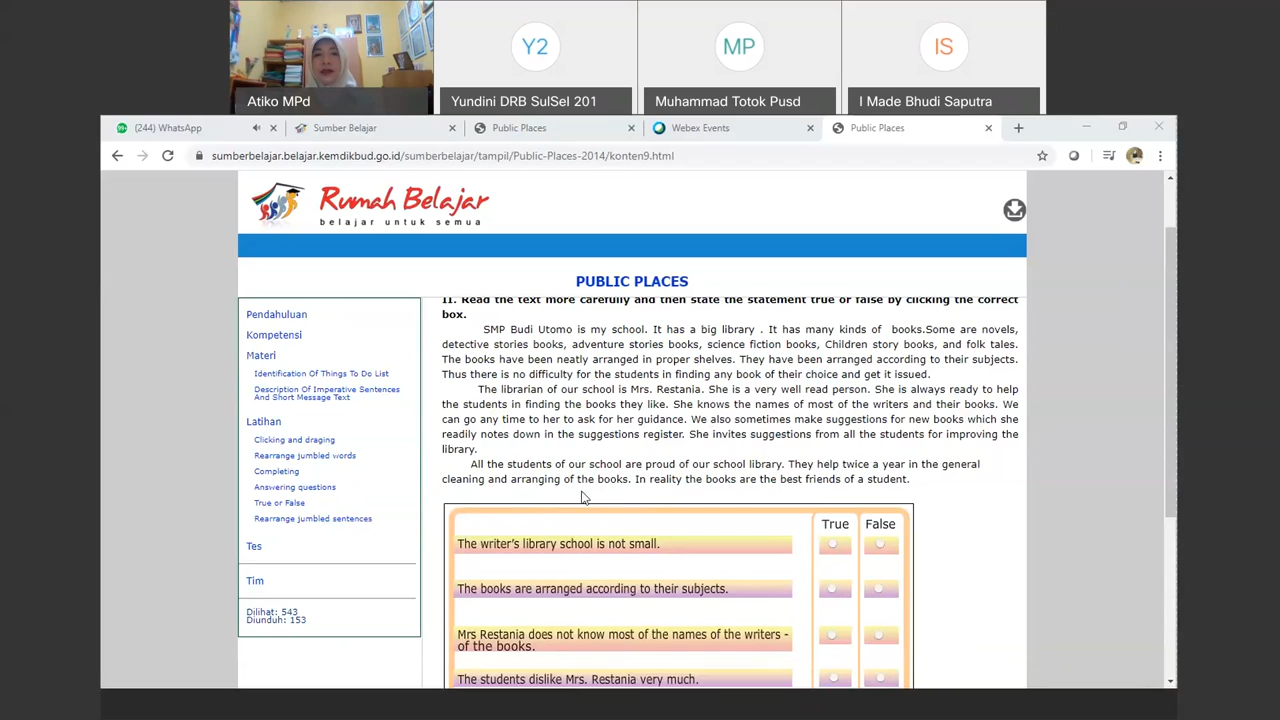 Y2
MP
IS
Atiko MPd
Yundini DRB SulSel 201
Muhammad Totok Pusd
I Made Bhudi Saputra
(244) WhatsApp
Sumber Belajar
Public Places
Webex Events
Public Places
sumberbelajar.belajar.kemdikbud.go.id/sumberbelajar/tampil/Public-Places-2014/konten9.html
Rumah Belajar
belajar untuk semua
PUBLIC PLACES
Pendahuluan
Kompetensi
Materi
Identification Of Things To Do List
Description Of Imperative Sentences
And Short Message Text
Latihan
Clicking and draging
Rearrange jumbled words
Completing
Answering questions
True or False
Rearrange jumbled sentences
Tes
Tim
Dilihat: 543
Diunduh: 153
II. Read the text more carefully and then state the statement true or false by clicking the correct
box.
SMP Budi Utomo is my school. It has a big library . It has many kinds of books.Some are novels,
detective stories books, adventure stories books, science fiction books, Children story books, and folk tales.
The books have been neatly arranged in proper shelves. They have been arranged according to their subjects.
Thus there is no difficulty for the students in finding any book of their choice and get it issued.
The librarian of our school is Mrs. Restania. She is a very well read person. She is always ready to help
the students in finding the books they like. She knows the names of most of the writers and their books. We
can go any time to her to ask for her guidance. We also sometimes make suggestions for new books which she
readily notes down in the suggestions register. She invites suggestions from all the students for improving the
library.
All the students of our school are proud of our school library. They help twice a year in the general
cleaning and arranging of the books. In reality the books are the best friends of a student.
True False
The writer's library school is not small.
The books are arranged according to their subjects.
Mrs Restania does not know most of the names of the writers -
of the books.
The students dislike Mrs. Restania very much.